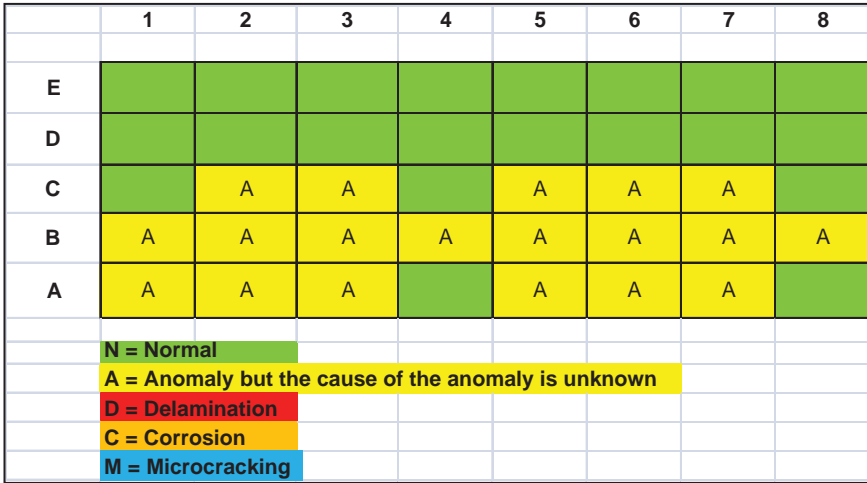 1 2 3 4 5 6 7 8
E
D
C A A A A A
B A A A A A A A A
A A A A A A A
N = Normal
A = Anomaly but the cause of the anomaly is unknown
D = Delamination
C = Corrosion
M = Microcracking